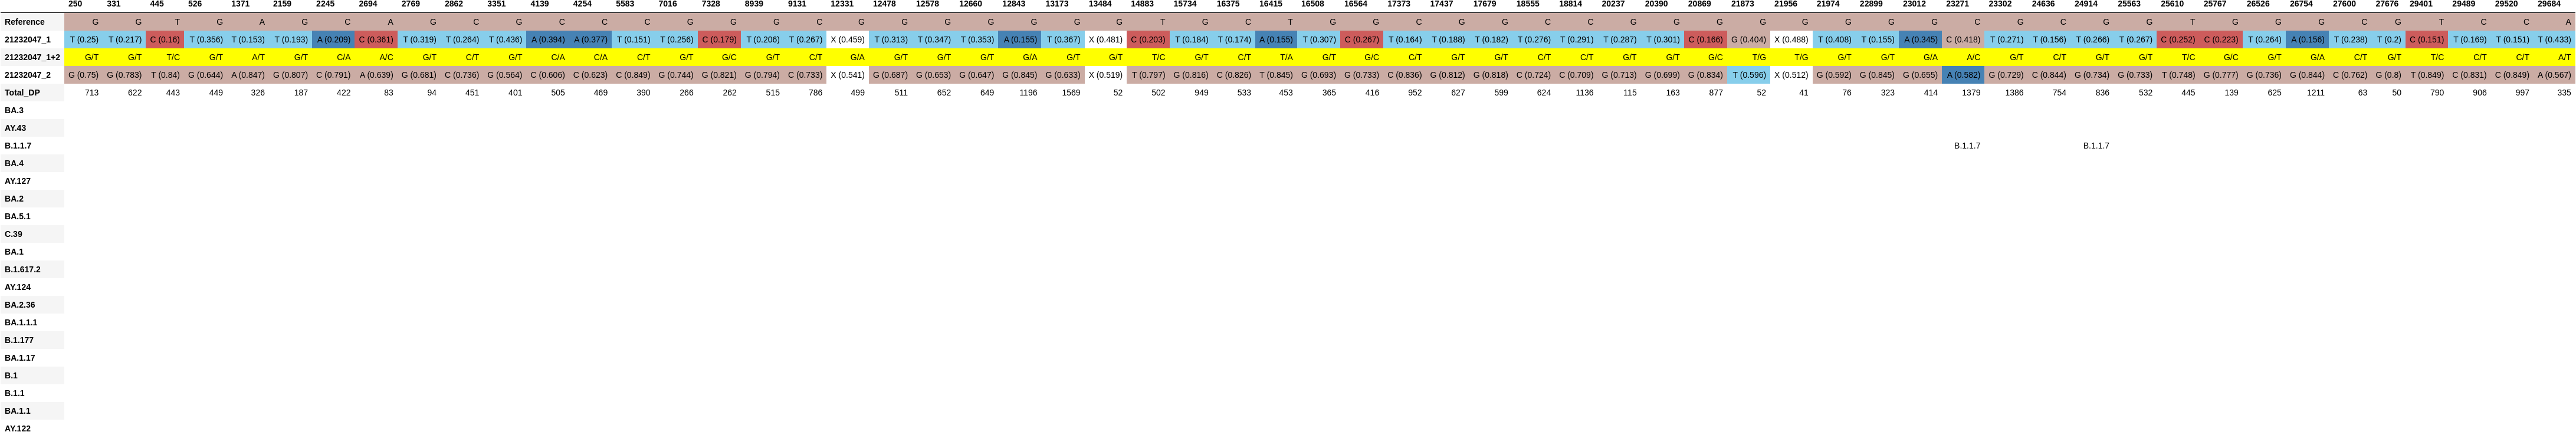 250 331 445 526 1371 2159 2245 2694 2769 2862 3351 4139 4254 5583 7016 7328 8939 9131 12331 12478 12578 12660 12843 13173 13484 14883 15734 16375 16415 16508 16564 17373 17437 17679 18555 18814 20237 20390 20869 21873 21956 21974 22899 23012 23271 23302 24636 24914 25563 25610 25767 26526 26754 27600 27676 29401 29489 29520 29684
Reference G G T G A G C A G C G C C C G G G C G G G G G G G T G C T G G C G G C C G G G G G G G G C G C G G T G G G C G T C C A
21232047_1 T (0.25) T (0.217) C (0.16) T (0.356) T (0.153) T (0.193) A (0.209) C (0.361) T (0.319) T (0.264) T (0.436) A (0.394) A (0.377) T (0.151) T (0.256) C (0.179) T (0.206) T (0.267) X (0.459) T (0.313) T (0.347) T (0.353) A (0.155) T (0.367) X (0.481) C (0.203) T (0.184) T (0.174) A (0.155) T (0.307) C (0.267) T (0.164) T (0.188) T (0.182) T (0.276) T (0.291) T (0.287) T (0.301) C (0.166) G (0.404) X (0.488) T (0.408) T (0.155) A (0.345) C (0.418) T (0.271) T (0.156) T (0.266) T (0.267) C (0.252) C (0.223) T (0.264) A (0.156) T (0.238) T (0.2) C (0.151) T (0.169) T (0.151) T (0.433)
21232047_1+2 G/T G/T T/C G/T A/T G/T C/A A/C G/T C/T G/T C/A C/A C/T G/T G/C G/T C/T G/A G/T G/T G/T G/A G/T G/T T/C G/T C/T T/A G/T G/C C/T G/T G/T C/T C/T G/T G/T G/C T/G T/G G/T G/T G/A A/C G/T C/T G/T G/T T/C G/C G/T G/A C/T G/T T/C C/T C/T A/T
21232047_2 G (0.75) G (0.783) T (0.84) G (0.644) A (0.847) G (0.807) C (0.791) A (0.639) G (0.681) C (0.736) G (0.564) C (0.606) C (0.623) C (0.849) G (0.744) G (0.821) G (0.794) C (0.733) X (0.541) G (0.687) G (0.653) G (0.647) G (0.845) G (0.633) X (0.519) T (0.797) G (0.816) C (0.826) T (0.845) G (0.693) G (0.733) C (0.836) G (0.812) G (0.818) C (0.724) C (0.709) G (0.713) G (0.699) G (0.834) T (0.596) X (0.512) G (0.592) G (0.845) G (0.655) A (0.582) G (0.729) C (0.844) G (0.734) G (0.733) T (0.748) G (0.777) G (0.736) G (0.844) C (0.762) G (0.8) T (0.849) C (0.831) C (0.849) A (0.567)
Total_DP 713 622 443 449 326 187 422 83 94 451 401 505 469 390 266 262 515 786 499 511 652 649 1196 1569 52 502 949 533 453 365 416 952 627 599 624 1136 115 163 877 52 41 76 323 414 1379 1386 754 836 532 445 139 625 1211 63 50 790 906 997 335
BA.3
AY.43
B.1.1.7 B.1.1.7 B.1.1.7
BA.4
AY.127
BA.2
BA.5.1
C.39
BA.1
B.1.617.2
AY.124
BA.2.36
BA.1.1.1
B.1.177
BA.1.17
B.1
B.1.1
BA.1.1
AY.122